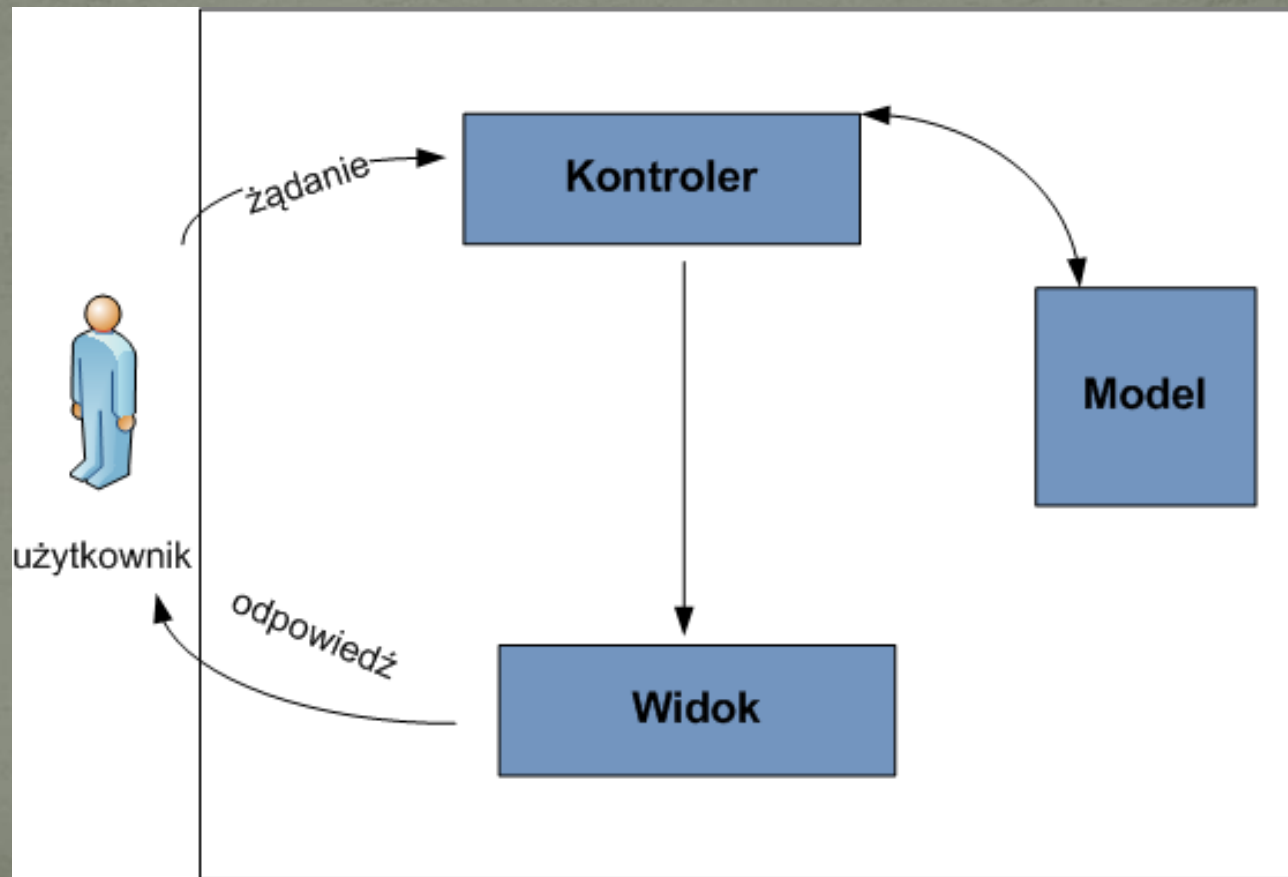 żądanie
Kontroler
Model
użytkownik
odpowiedź
Widok